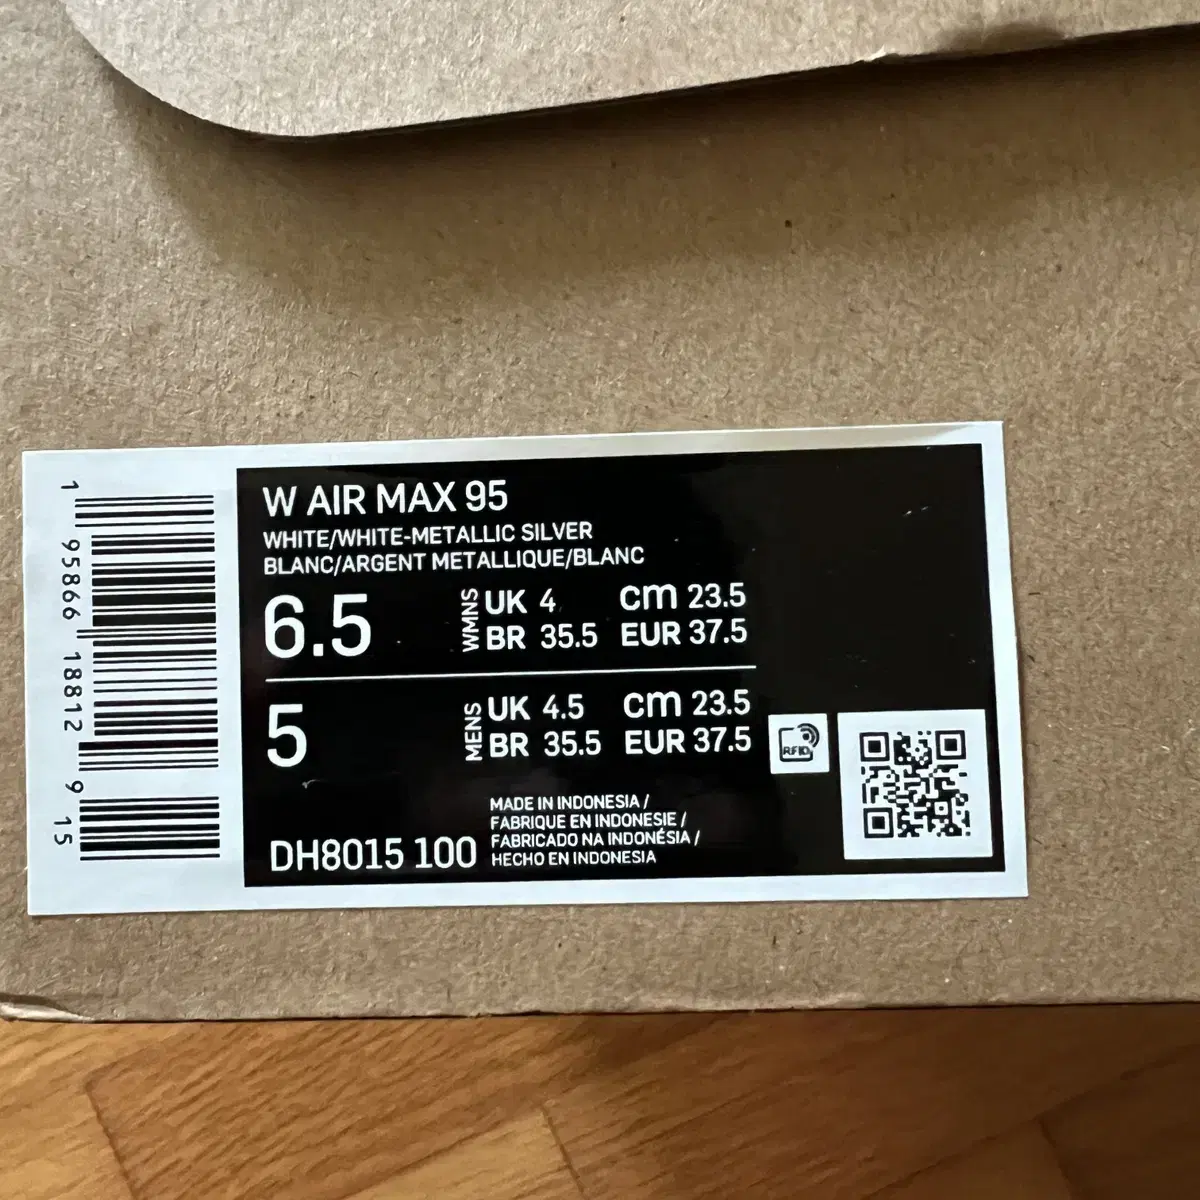 1 95866 18812 9 15
W AIR MAX 95
WHITE/WHITE-METALLIC SILVER
BLANC/ARGENT METALLIQUE/BLANC
6.5 WMNS UK 4 cm 23.5
BR 35.5 EUR 37.5
5 MENS UK 4.5 cm 23.5
BR 35.5 EUR 37.5
RFID
MADE IN INDONESIA /
FABRIQUE EN INDONESIE /
FABRICADO NA INDONÉSIA /
HECHO EN INDONESIA
DH8015 100